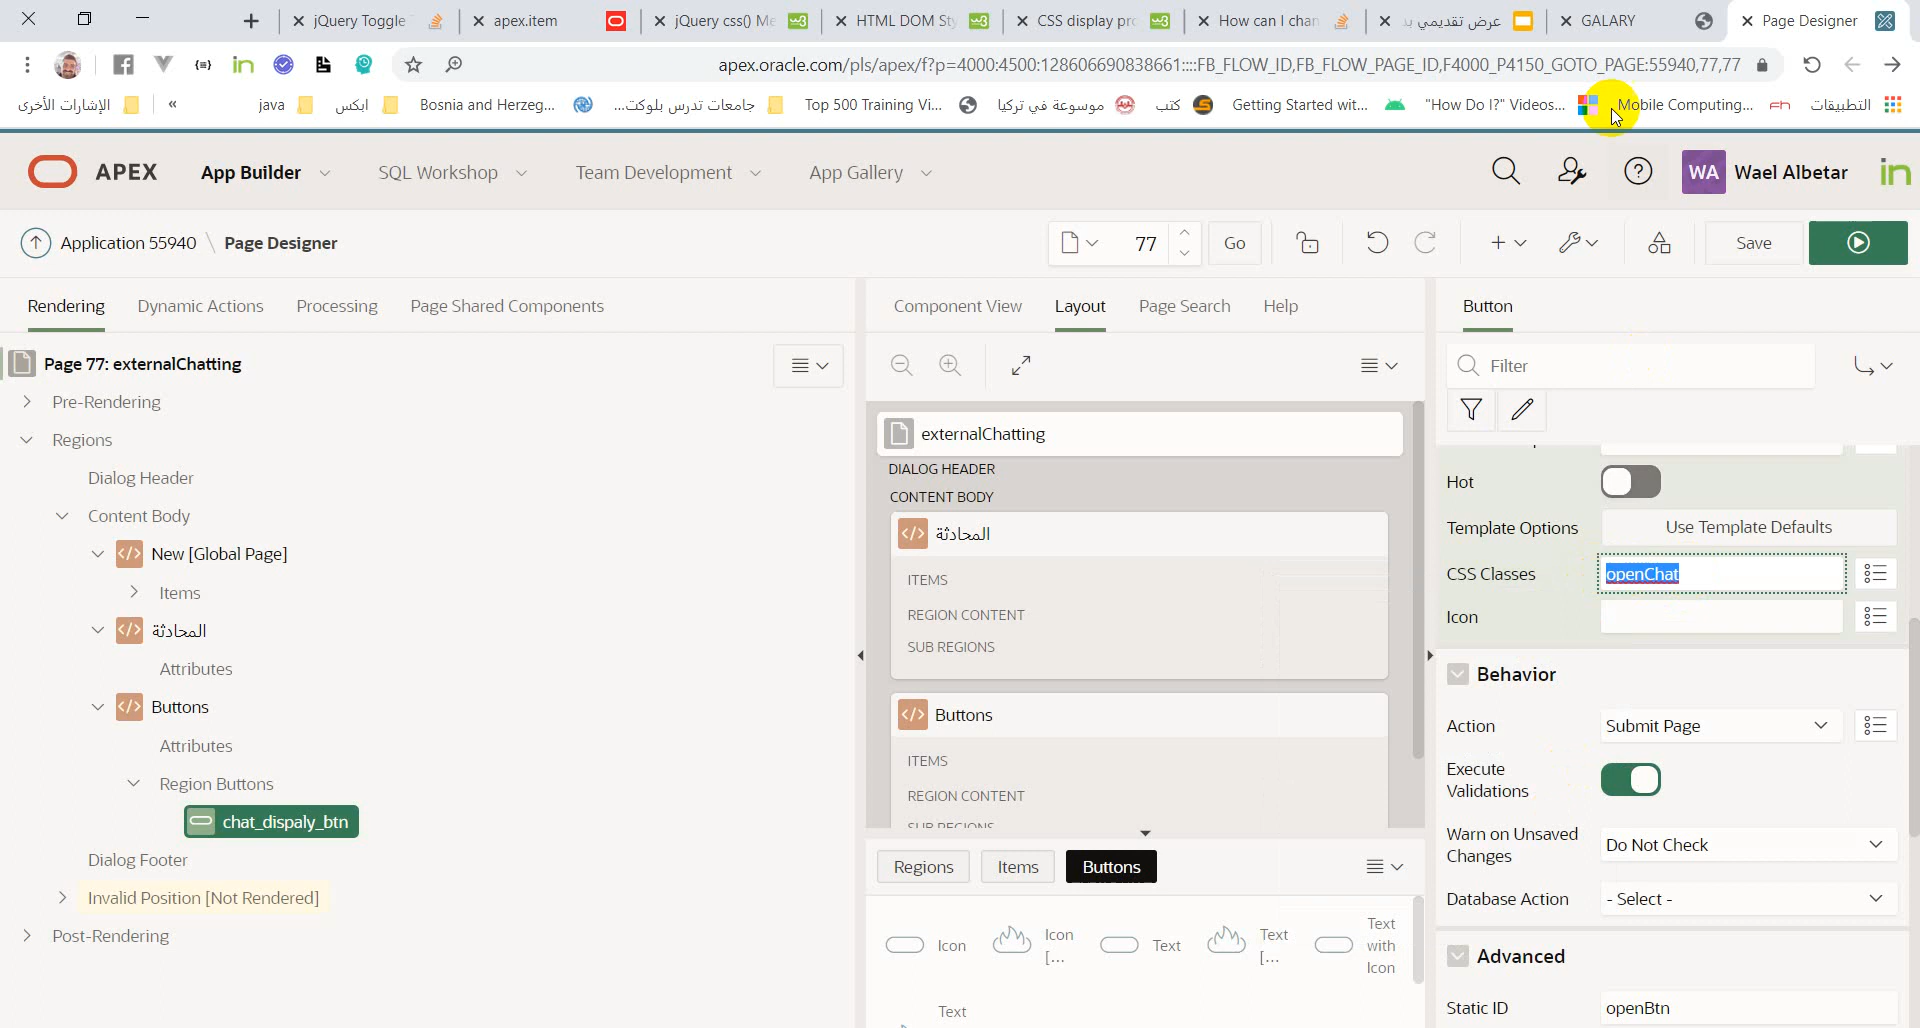 jQuery Toggle
apex.item
jQuery css() Me
HTML DOM St
CSS display pro
How can I chan
عرض تقديمي بد
GALARY
Page Designer
apex.oracle.com/pls/apex/f?p=4000:4500:128606690838661::::FB_FLOW_ID,FB_FLOW_PAGE_ID,F4000_P4150_GOTO_PAGE:55940,77,77
الإشارات الأخرى
»
java
ابكس
Bosnia and Herzeg...
جامعات تدرس بلوكت...
Top 500 Training Vi...
موسوعة في تركيا
كتب
Getting Started wit...
"How Do I?" Videos...
Mobile Computing...
التطبيقات
APEX
App Builder
SQL Workshop
Team Development
App Gallery
WA
Wael Albetar
in
Application 55940 \ Page Designer
77
Go
Save
Rendering
Dynamic Actions
Processing
Page Shared Components
Component View
Layout
Page Search
Help
Button
Page 77: externalChatting
Pre-Rendering
Regions
Dialog Header
Content Body
New [Global Page]
Items
المحادثة
Attributes
Buttons
Attributes
Region Buttons
chat_dispaly_btn
Dialog Footer
Invalid Position [Not Rendered]
Post-Rendering
externalChatting
DIALOG HEADER
CONTENT BODY
المحادثة
ITEMS
REGION CONTENT
SUB REGIONS
Buttons
ITEMS
REGION CONTENT
SUB REGIONS
Regions
Items
Buttons
Icon
Icon [...
Text
Text [...
Text with Icon
Text
Filter
Hot
Template Options
Use Template Defaults
CSS Classes
openChat
Icon
Behavior
Action
Submit Page
Execute Validations
Warn on Unsaved Changes
Do Not Check
Database Action
- Select -
Advanced
Static ID
openBtn